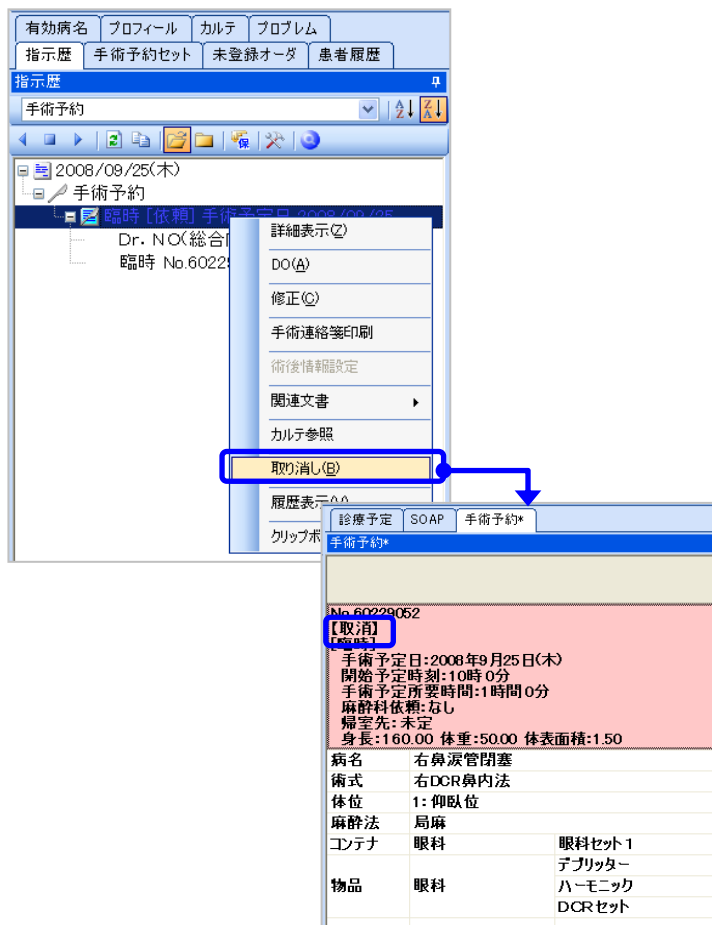 有効病名 プロフィール カルテ プロブレム
指示歴 手術予約セット 未登録オーダ 患者履歴
指示歴
手術予約
2008/09/25(木)
手術予約
臨時 [依頼] 手術予定日 2008/09/25
Dr. NO(総合
臨時 No.6022
詳細表示(Z)
DO(A)
修正(C)
手術連絡箋印刷
術後情報設定
関連文書
カルテ参照
取り消し(B)
履歴表示
クリップボ
診療予定 SOAP 手術予約*
手術予約*
No.60229052
【取消】
[臨時]
手術予定日:2008年9月25日(木)
開始予定時刻:10時0分
手術予定所要時間:1時間0分
麻酔科依頼:なし
帰室先:未定
身長:160.00 体重:50.00 体表面積:1.50
病名 右鼻涙管閉塞
術式 右DCR鼻内法
体位 1:仰臥位
麻酔法 局麻
コンテナ 眼科 眼科セット1
デブリッター
物品 眼科 ハーモニック
DCRセット